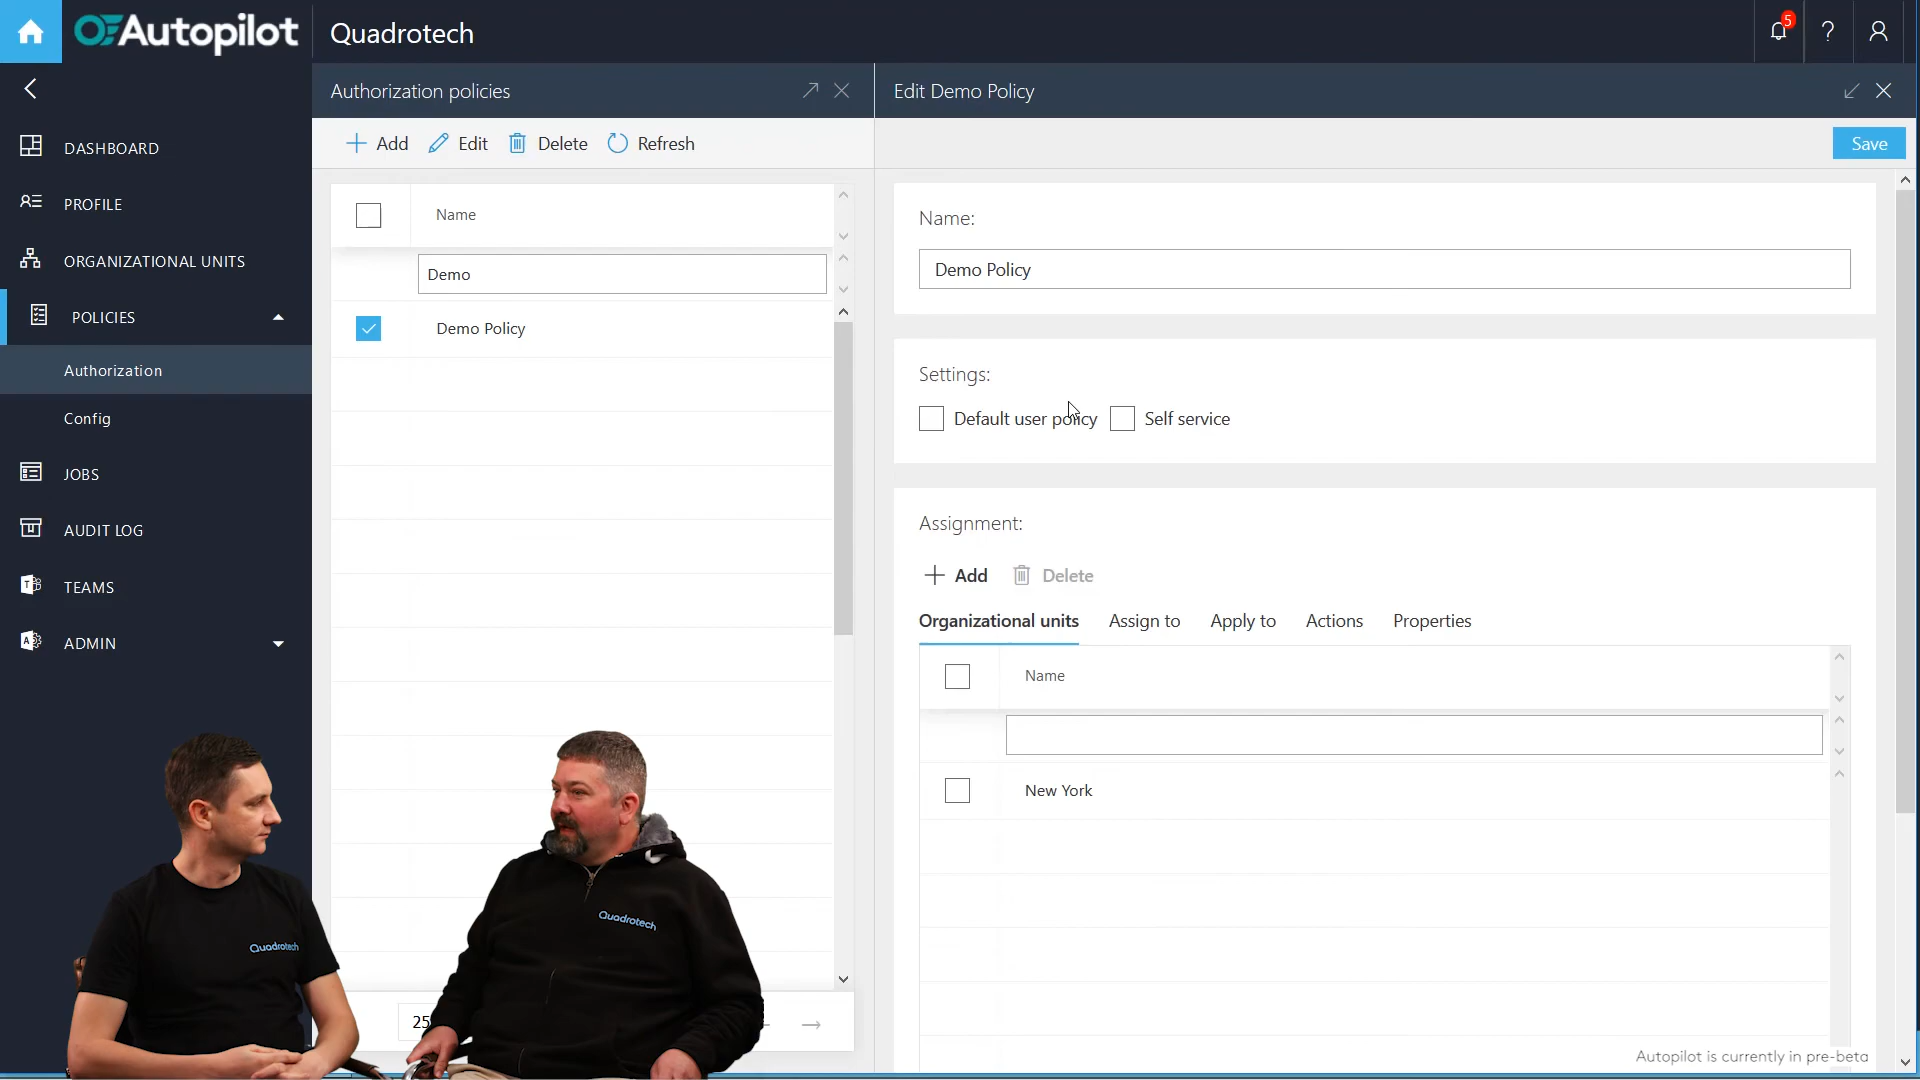 Autopilot
Quadrotech
5
?
Authorization policies
Edit Demo Policy
Add
Edit
Delete
Refresh
Save
DASHBOARD
PROFILE
ORGANIZATIONAL UNITS
POLICIES
Authorization
Config
JOBS
AUDIT LOG
TEAMS
ADMIN
Name
Demo
Demo Policy
25
Name:
Demo Policy
Settings:
Default user policy
Self service
Assignment:
Add
Delete
Organizational units
Assign to
Apply to
Actions
Properties
Name
New York
Quadrotech
Quadrotech
Autopilot is currently in pre-beta